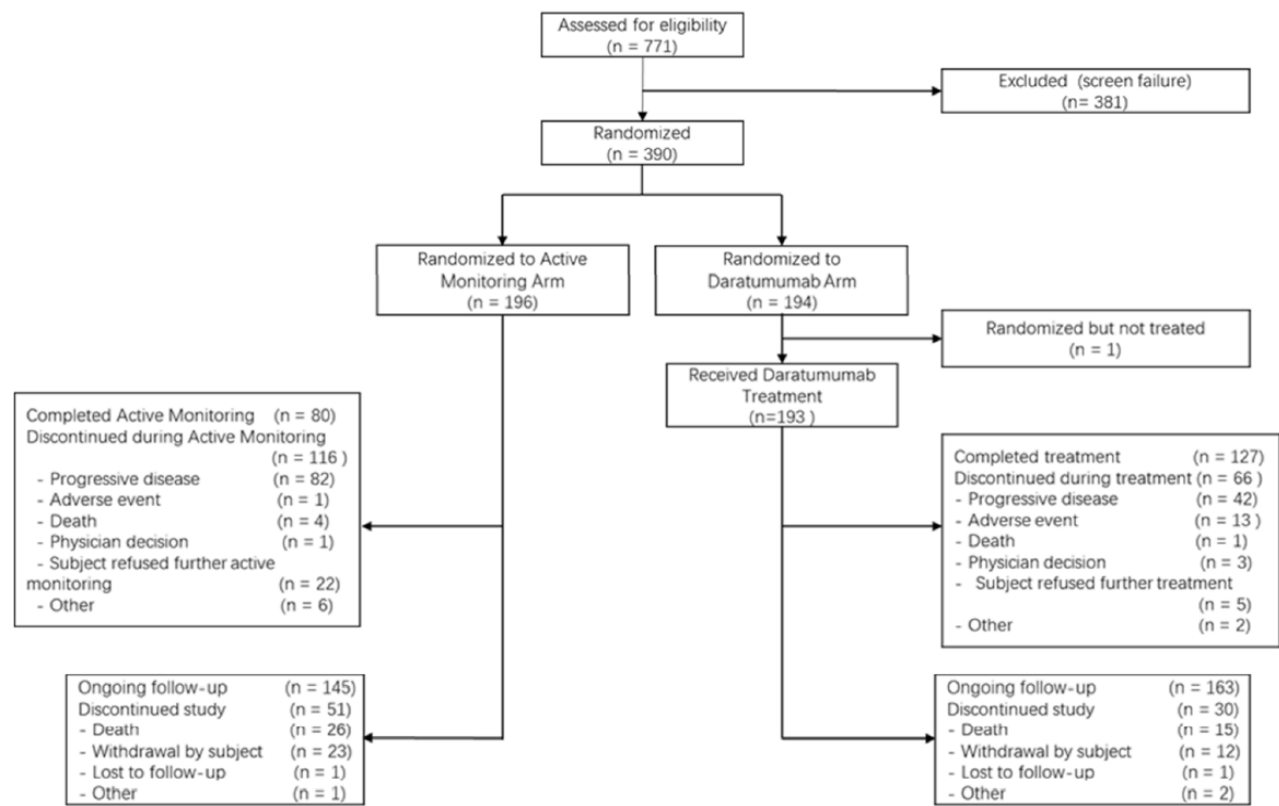 Assessed for eligibility
(n = 771)
Excluded (screen failure)
(n= 381)
Randomized
(n = 390)
Randomized to Active
Monitoring Arm
(n = 196)
Randomized to
Daratumumab Arm
(n = 194)
Randomized but not treated
(n = 1)
Received Daratumumab
Treatment
(n=193 )
Completed Active Monitoring (n = 80)
Discontinued during Active Monitoring
(n = 116 )
- Progressive disease (n = 82)
- Adverse event (n = 1)
- Death (n = 4)
- Physician decision (n = 1)
- Subject refused further active
monitoring (n = 22)
- Other (n = 6)
Completed treatment (n = 127)
Discontinued during treatment (n = 66 )
- Progressive disease (n = 42)
- Adverse event (n = 13 )
- Death (n = 1)
- Physician decision (n = 3)
- Subject refused further treatment
(n = 5)
- Other (n = 2)
Ongoing follow-up (n = 145)
Discontinued study (n = 51)
- Death (n = 26)
- Withdrawal by subject (n = 23)
- Lost to follow-up (n = 1)
- Other (n = 1)
Ongoing follow-up (n = 163)
Discontinued study (n = 30)
- Death (n = 15)
- Withdrawal by subject (n = 12)
- Lost to follow-up (n = 1)
- Other (n = 2)